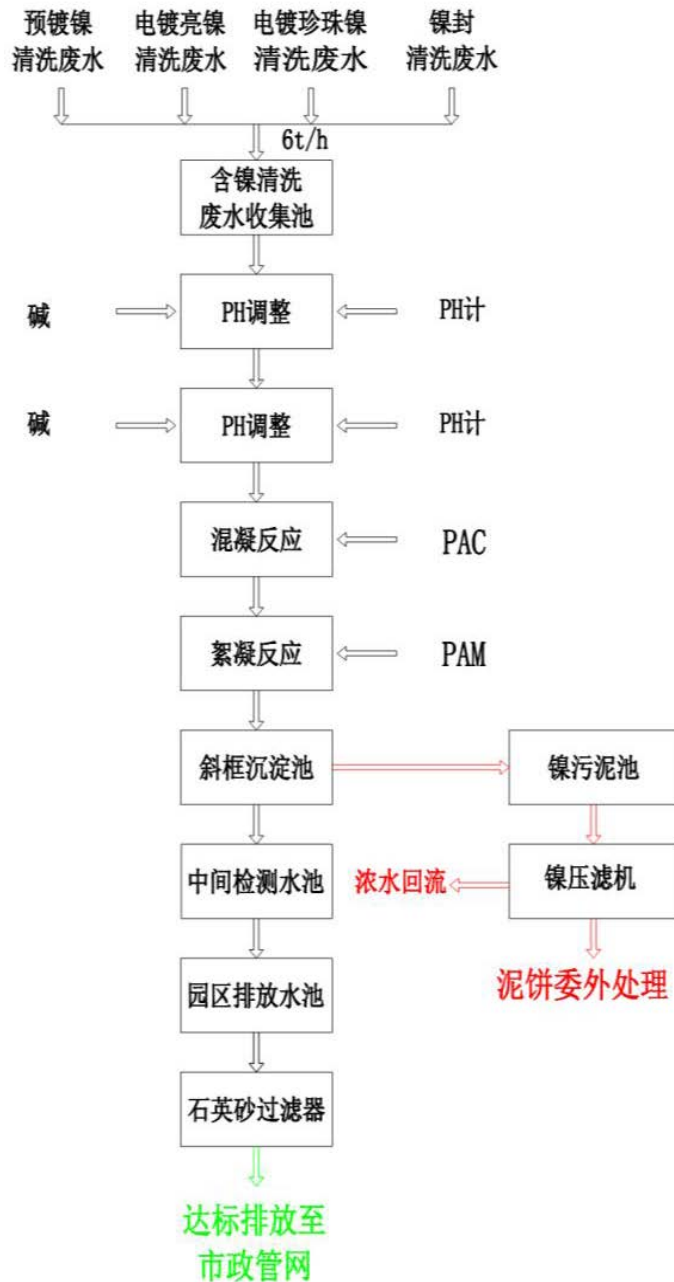 预镀镍
清洗废水
电镀亮镍
清洗废水
电镀珍珠镍
清洗废水
镍封
清洗废水
6t/h
含镍清洗
废水收集池
碱
PH调整
PH计
碱
PH调整
PH计
混凝反应
PAC
絮凝反应
PAM
斜框沉淀池
镍污泥池
中间检测水池
浓水回流
镍压滤机
园区排放水池
泥饼委外处理
石英砂过滤器
达标排放至
市政管网